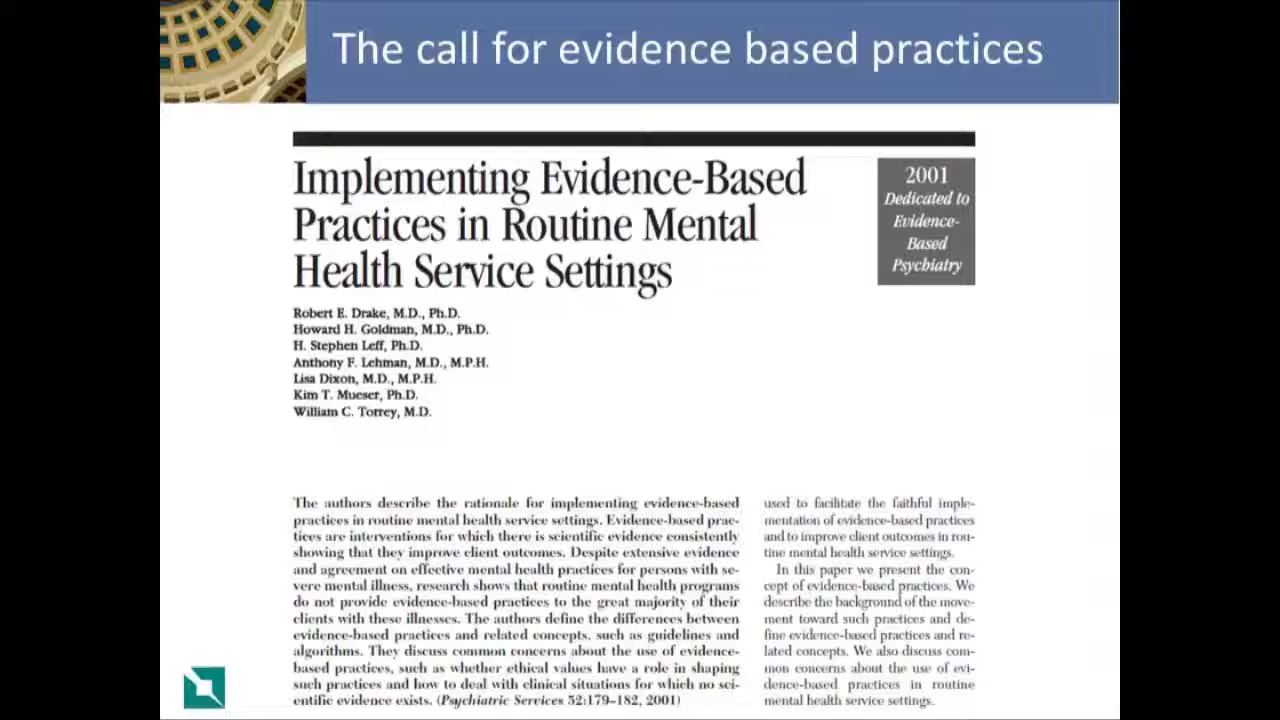 The call for evidence based practices
Implementing Evidence-Based
Practices in Routine Mental
Health Service Settings
2001
Dedicated to
Evidence-
Based
Psychiatry
Robert E. Drake, M.D., Ph.D.
Howard H. Goldman, M.D., Ph.D.
H. Stephen Leff, Ph.D.
Anthony F. Lehman, M.D., M.P.H.
Lisa Dixon, M.D., M.P.H.
Kim T. Mueser, Ph.D.
William C. Torrey, M.D.
The authors describe the rationale for implementing evidence-based
practices in routine mental health service settings. Evidence-based prac-
tices are interventions for which there is scientific evidence consistently
showing that they improve client outcomes. Despite extensive evidence
and agreement on effective mental health practices for persons with se-
vere mental illness, research shows that routine mental health programs
do not provide evidence-based practices to the great majority of their
clients with these illnesses. The authors define the differences between
evidence-based practices and related concepts, such as guidelines and
algorithms. They discuss common concerns about the use of evidence-
based practices, such as whether ethical values have a role in shaping
such practices and how to deal with clinical situations for which no sci-
entific evidence exists. (Psychiatric Services 52:179–182, 2001)
used to facilitate the faithful imple-
mentation of evidence-based practices
and to improve client outcomes in rou-
tine mental health service settings.
In this paper we present the con-
cept of evidence-based practices. We
describe the background of the move-
ment toward such practices and de-
fine evidence-based practices and re-
lated concepts. We also discuss com-
mon concerns about the use of evi-
dence-based practices in routine
mental health service settings.